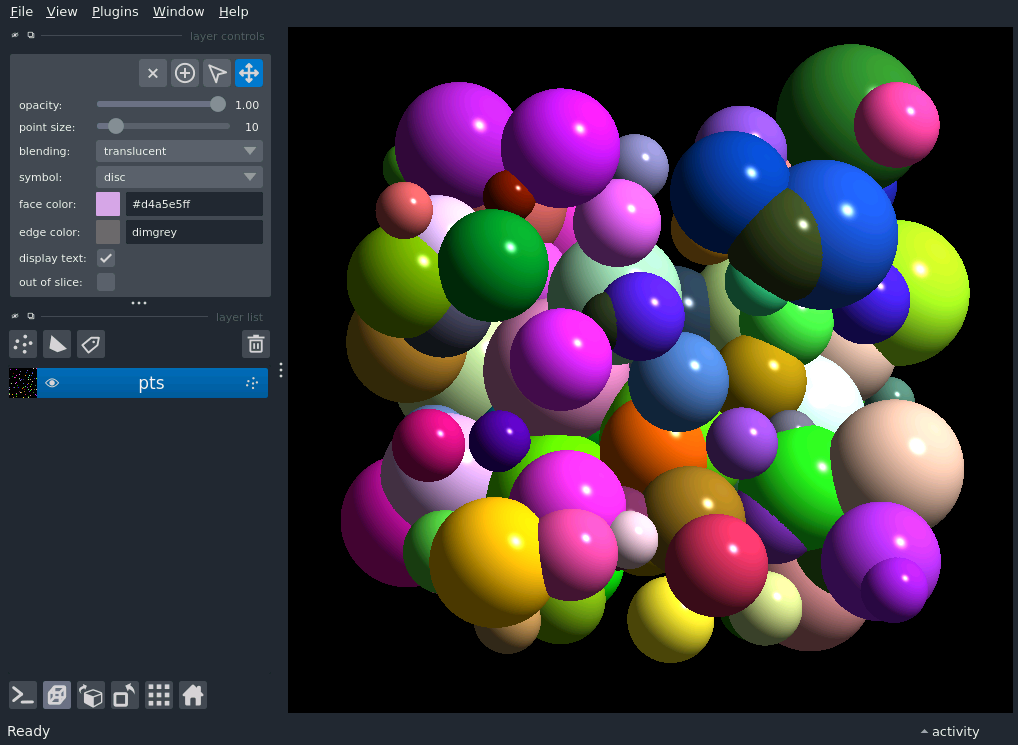 File View Plugins Window Help
layer controls
opacity: 1.00
point size: 10
blending: translucent
symbol: disc
face color: #d4a5e5ff
edge color: dimgrey
display text:
out of slice:
layer list
pts
Ready
activity